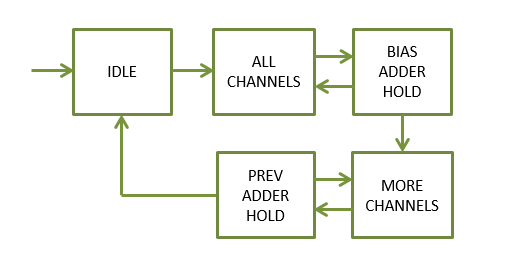 IDLE
ALL
CHANNELS
BIAS
ADDER
HOLD
PREV
ADDER
HOLD
MORE
CHANNELS